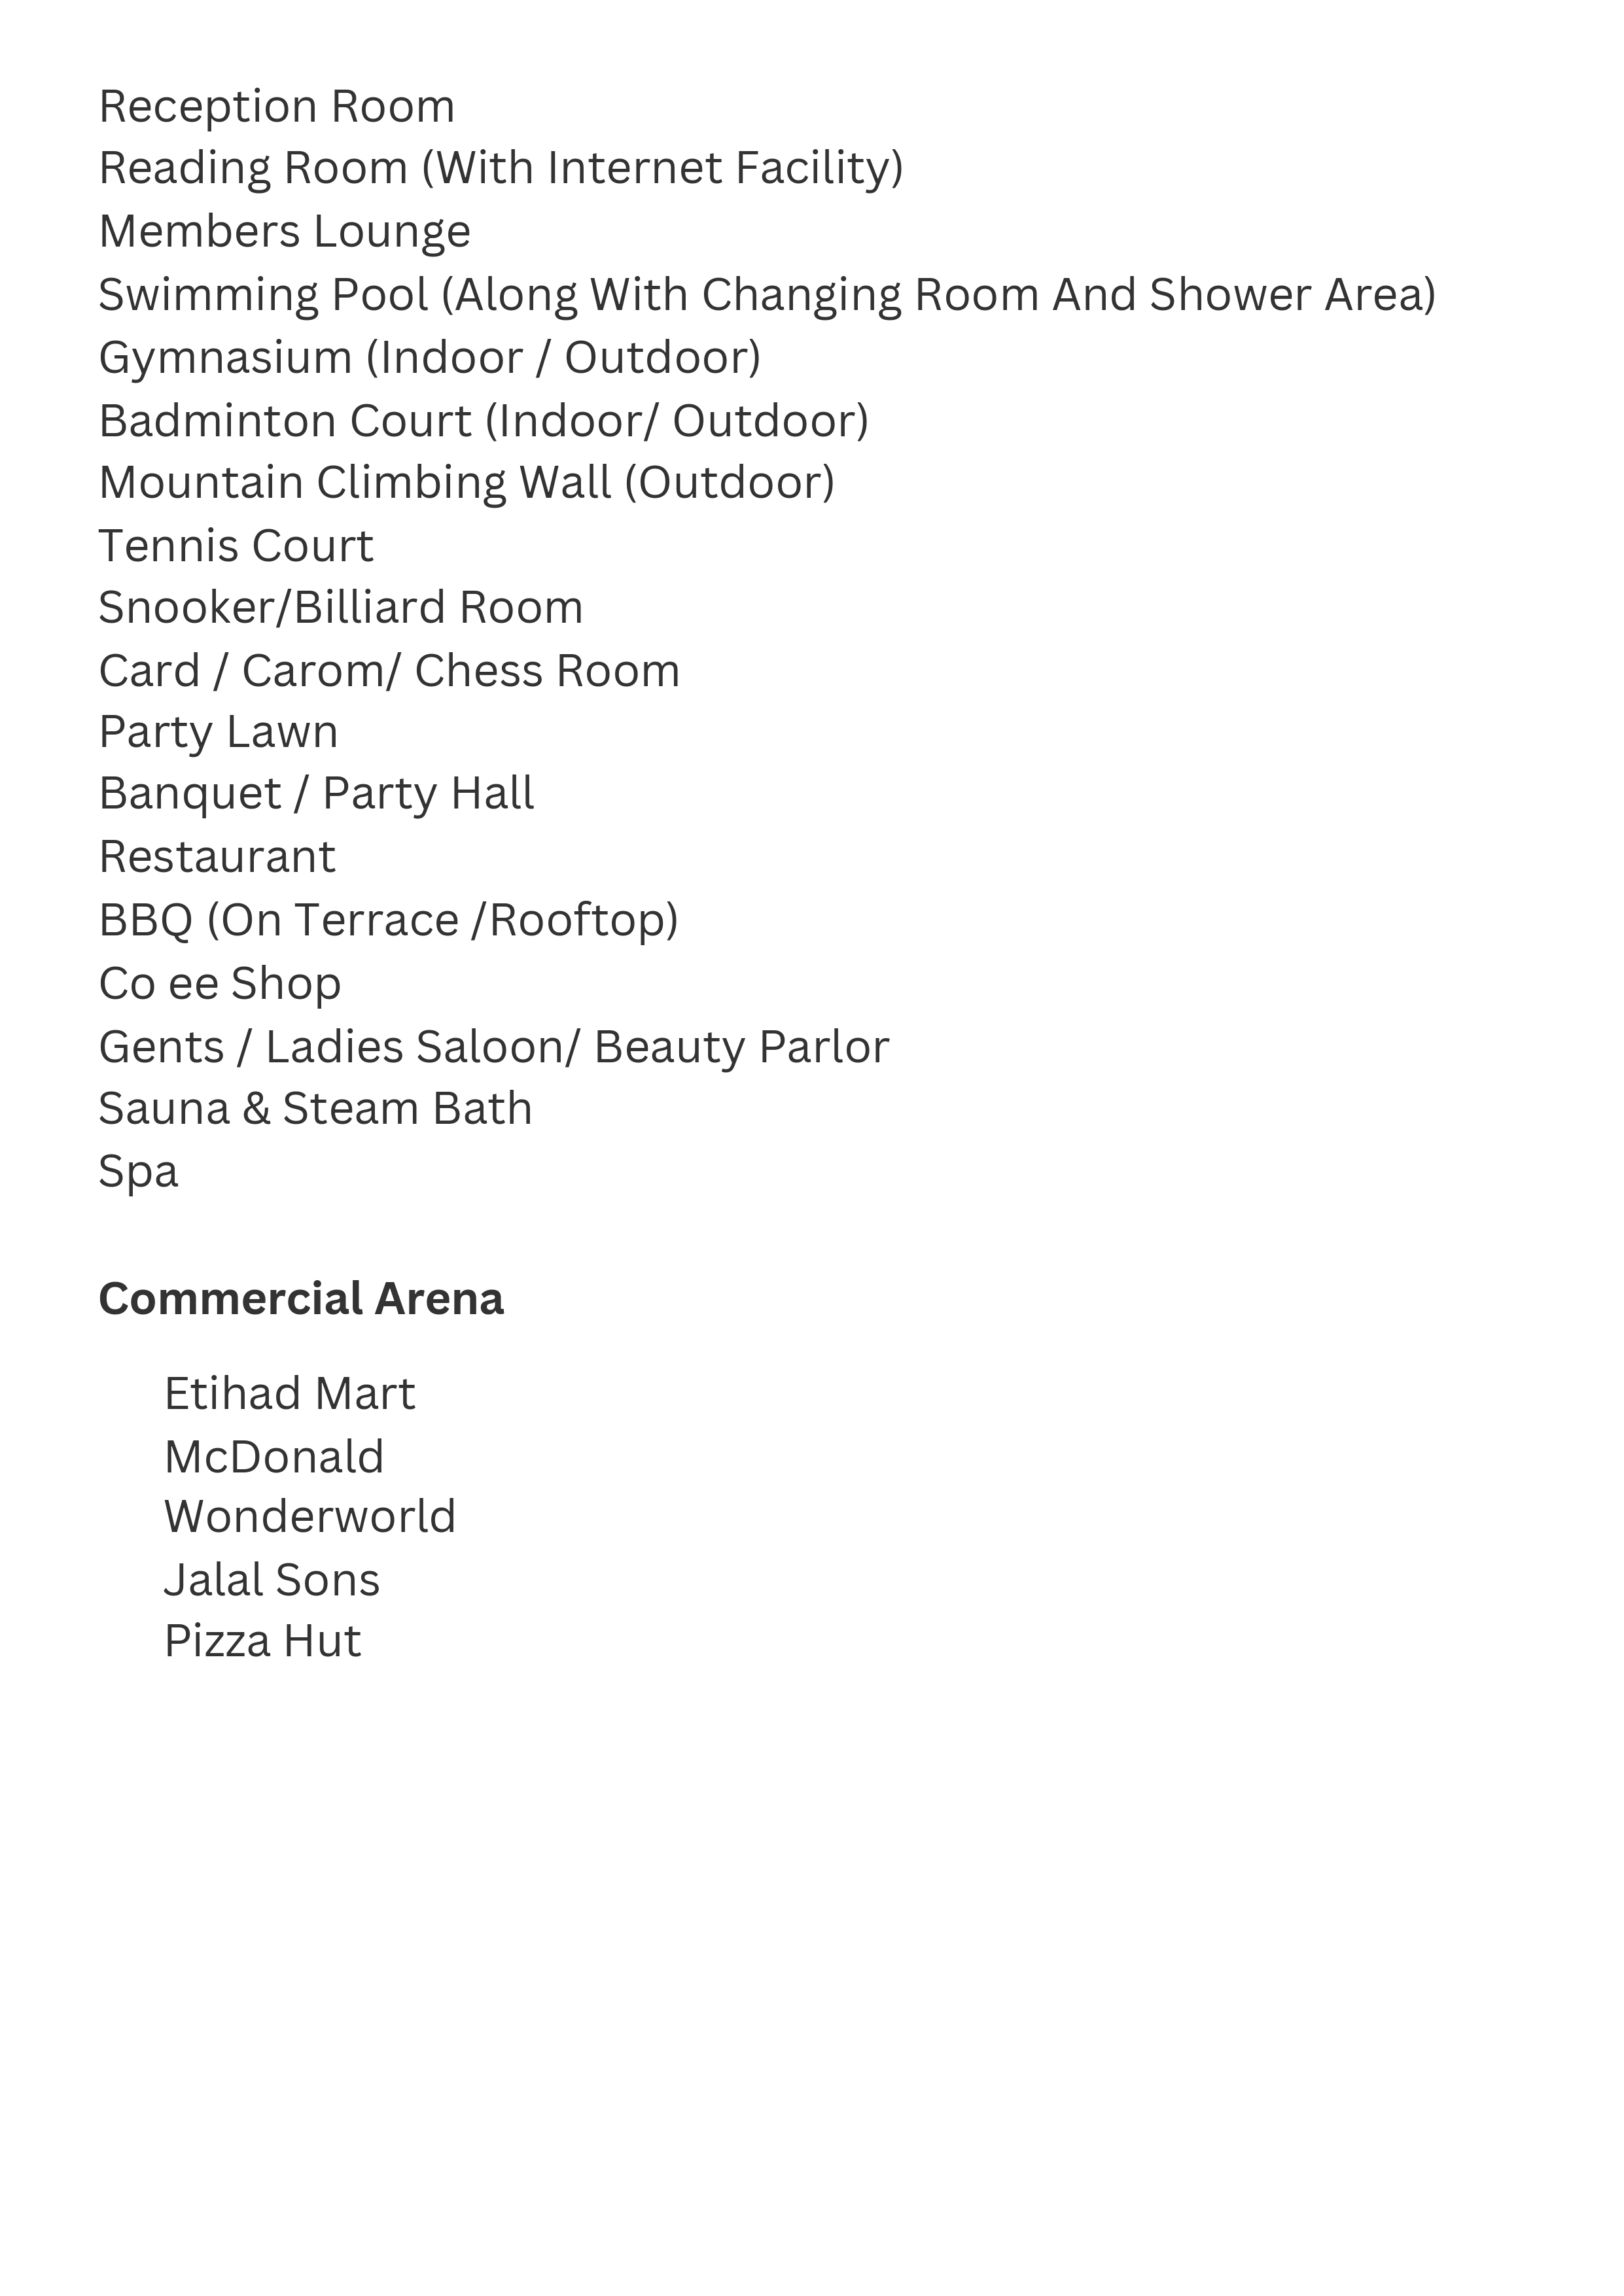 Reception Room
Reading Room (With Internet Facility)
Members Lounge
Swimming Pool (Along With Changing Room And Shower Area)
Gymnasium (Indoor / Outdoor)
Badminton Court (Indoor/ Outdoor)
Mountain Climbing Wall (Outdoor)
Tennis Court
Snooker/Billiard Room
Card / Carom/ Chess Room
Party Lawn
Banquet / Party Hall
Restaurant
BBQ (On Terrace /Rooftop)
Co ee Shop
Gents / Ladies Saloon/ Beauty Parlor
Sauna & Steam Bath
Spa
Commercial Arena
Etihad Mart
McDonald
Wonderworld
Jalal Sons
Pizza Hut